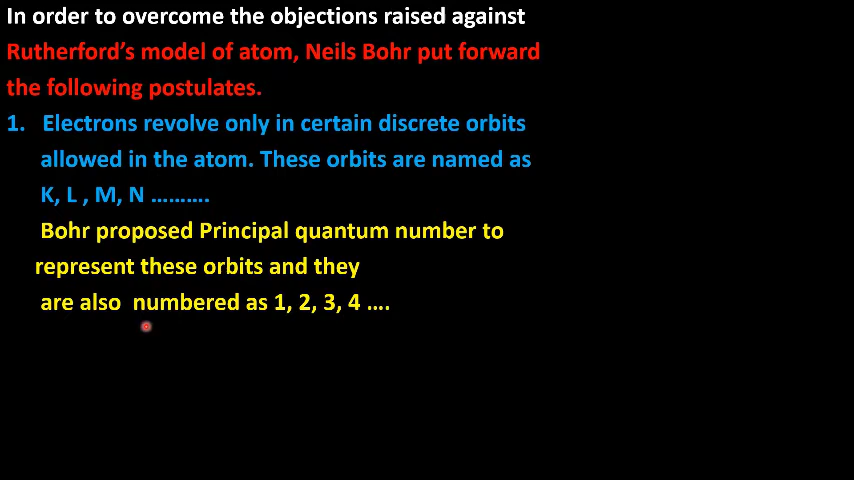 In order to overcome the objections raised against
Rutherford’s model of atom, Neils Bohr put forward
the following postulates.
1. Electrons revolve only in certain discrete orbits
allowed in the atom. These orbits are named as
K, L , M, N ..........
Bohr proposed Principal quantum number to
represent these orbits and they
are also numbered as 1, 2, 3, 4 ....